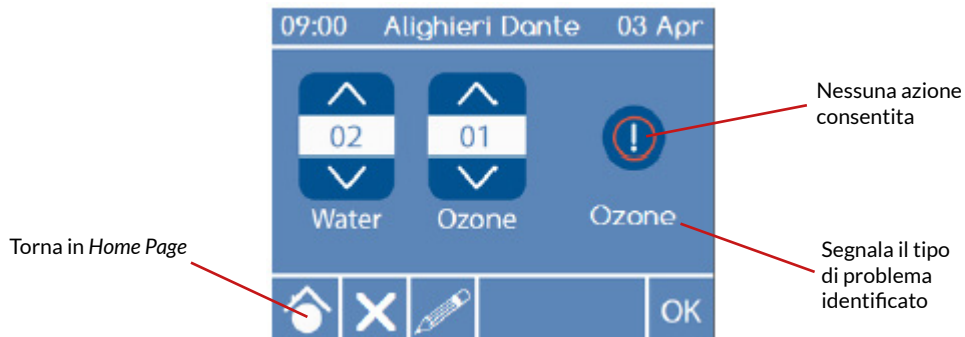 09:00 Alighieri Dante 03 Apr
Nessuna azione
consentita
02 01
Water Ozone Ozone
Torna in Home Page
Segnala il tipo
di problema
identificato
OK